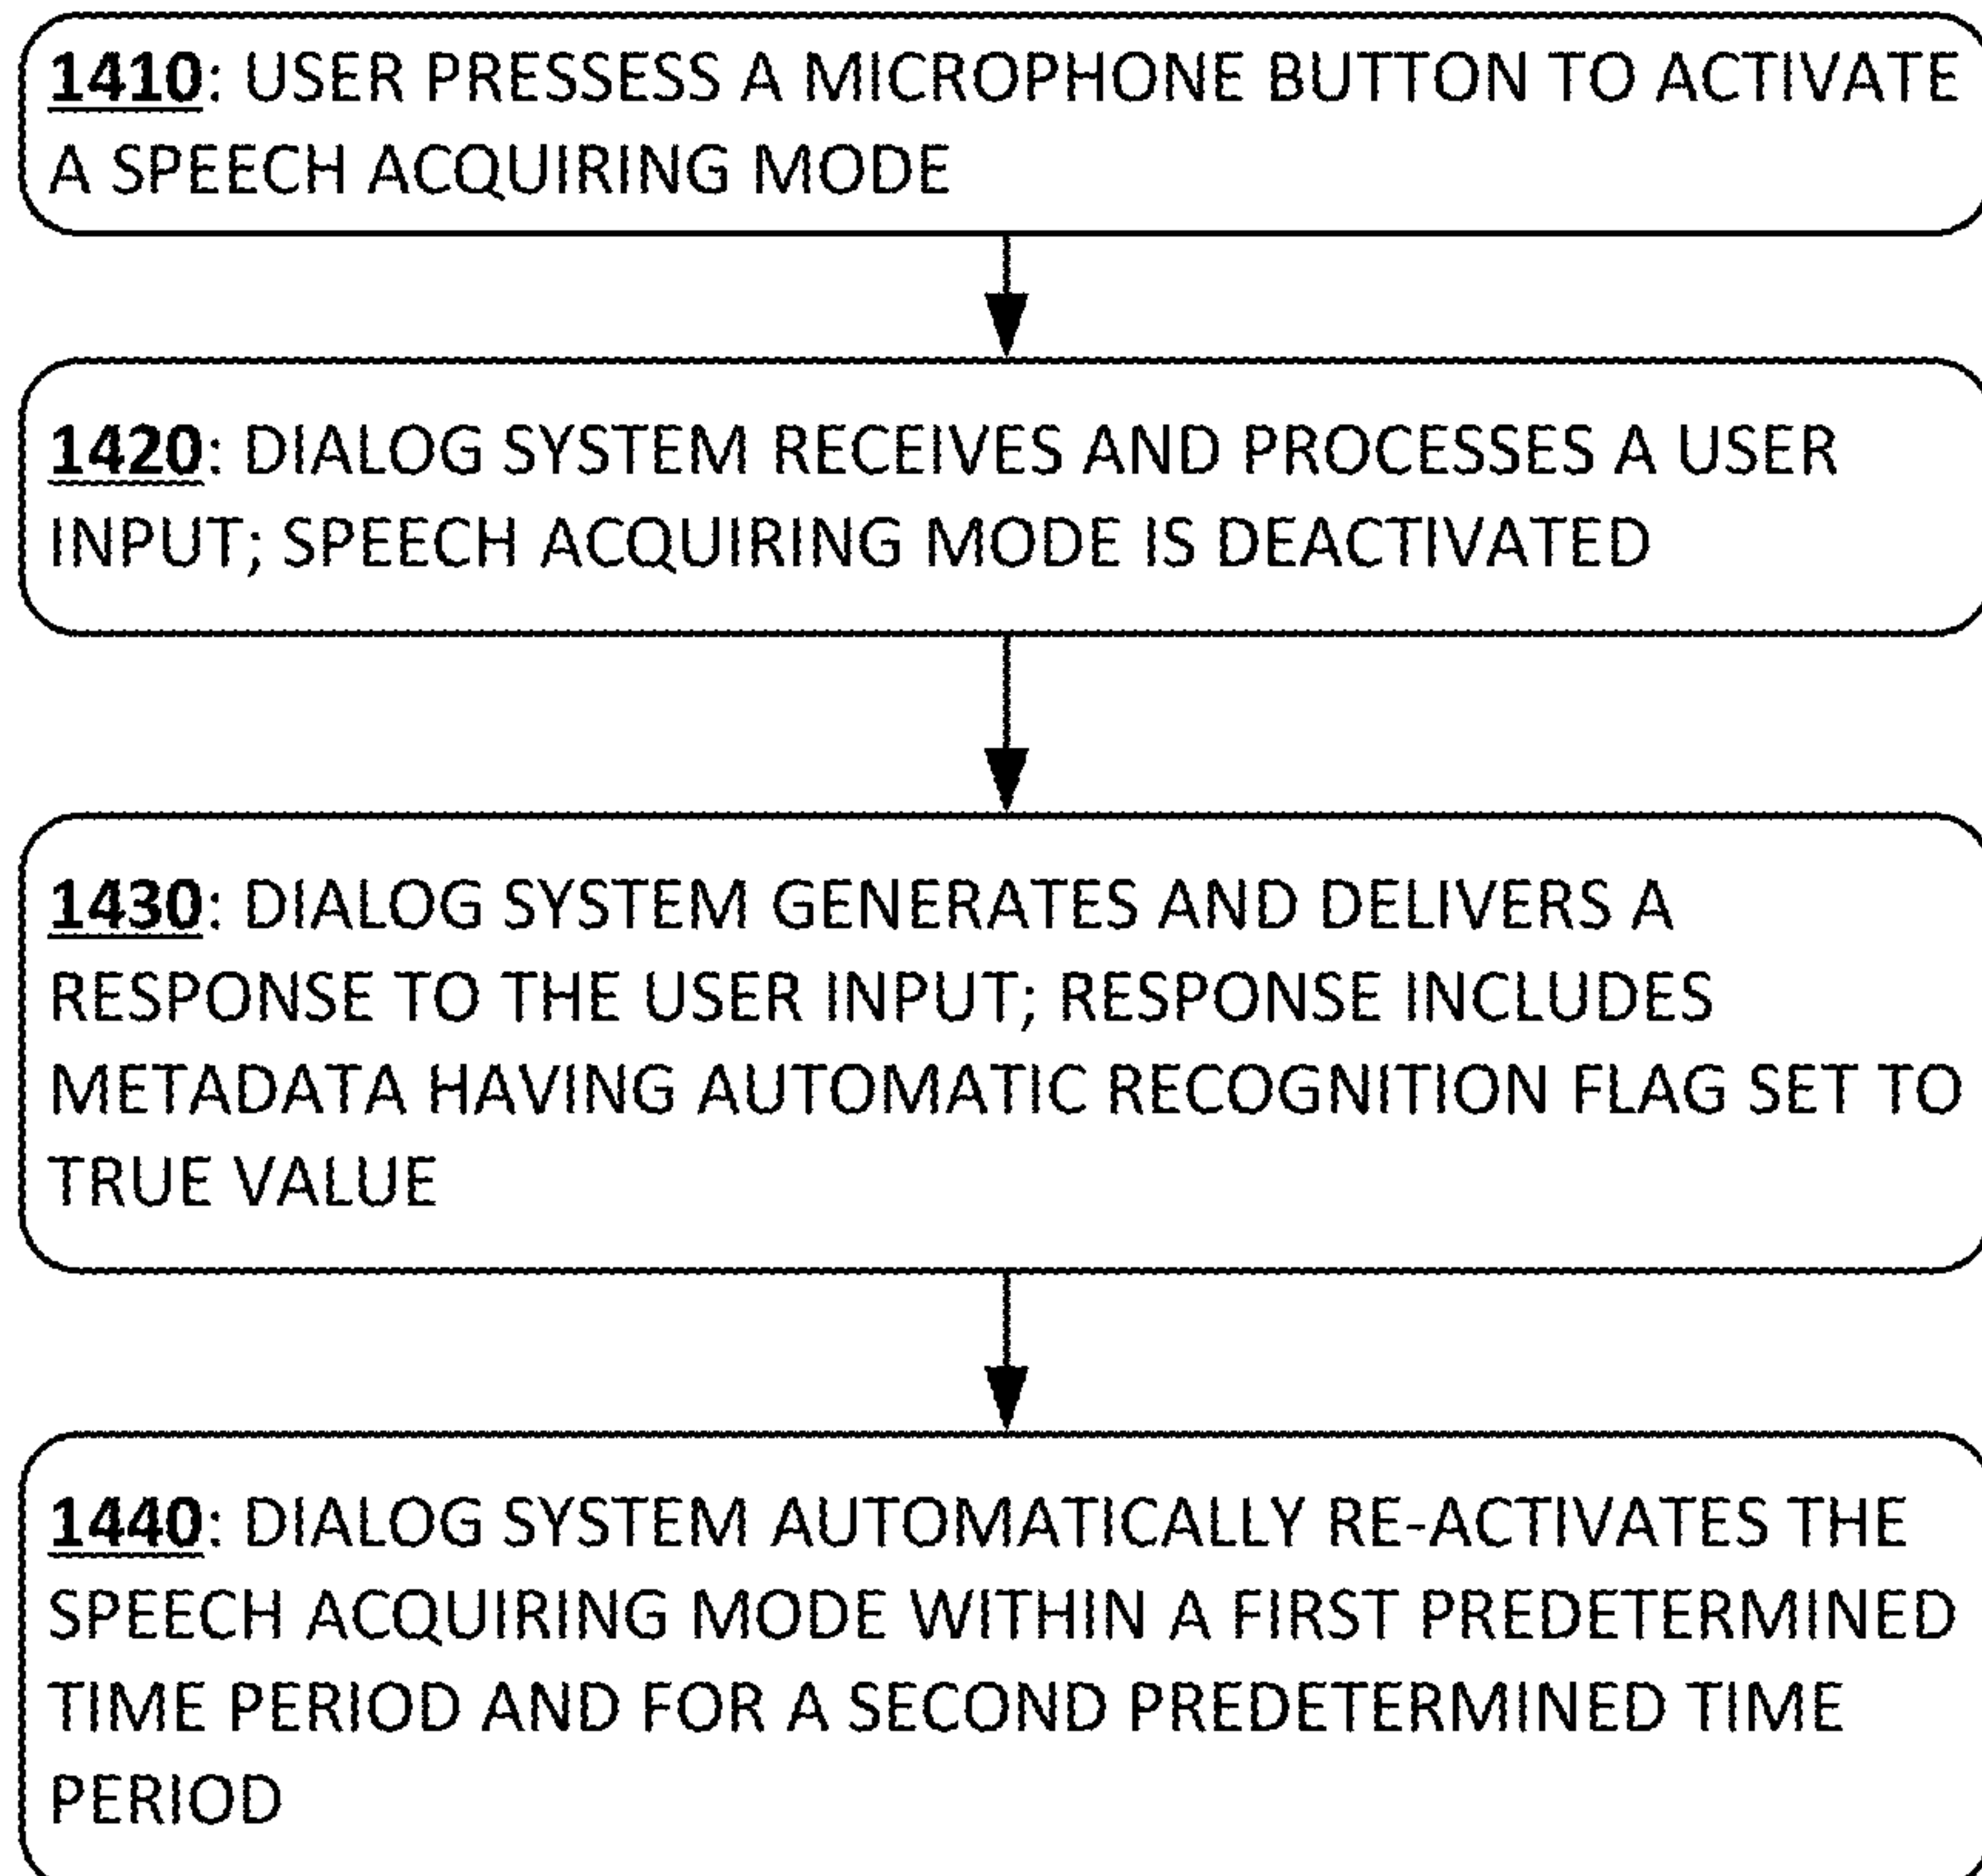 1410: USER PRESSESS A MICROPHONE BUTTON TO ACTIVATE
A SPEECH ACQUIRING MODE
1420: DIALOG SYSTEM RECEIVES AND PROCESSES A USER
INPUT; SPEECH ACQUIRING MODE IS DEACTIVATED
1430: DIALOG SYSTEM GENERATES AND DELIVERS A
RESPONSE TO THE USER INPUT; RESPONSE INCLUDES
METADATA HAVING AUTOMATIC RECOGNITION FLAG SET TO
TRUE VALUE
1440: DIALOG SYSTEM AUTOMATICALLY RE-ACTIVATES THE
SPEECH ACQUIRING MODE WITHIN A FIRST PREDETERMINED
TIME PERIOD AND FOR A SECOND PREDETERMINED TIME
PERIOD